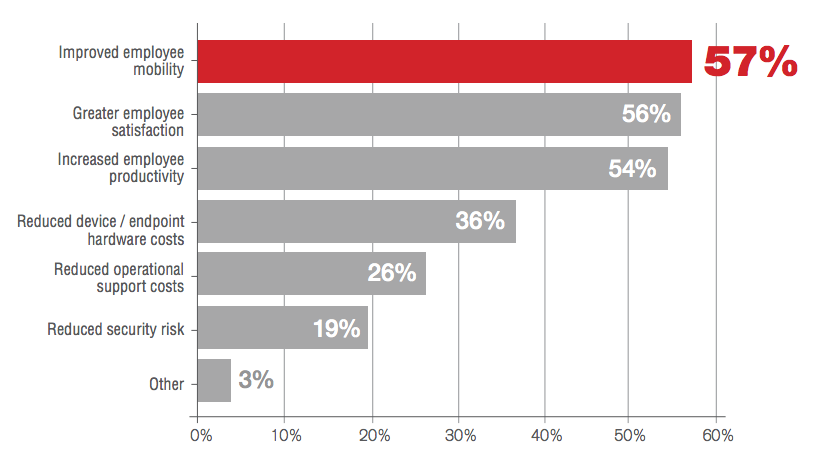 Improved employee
mobility
57%
Greater employee
satisfaction
56%
Increased employee
productivity
54%
Reduced device / endpoint
hardware costs
36%
Reduced operational
support costs
26%
Reduced security risk
19%
Other
3%
0% 10% 20% 30% 40% 50% 60%